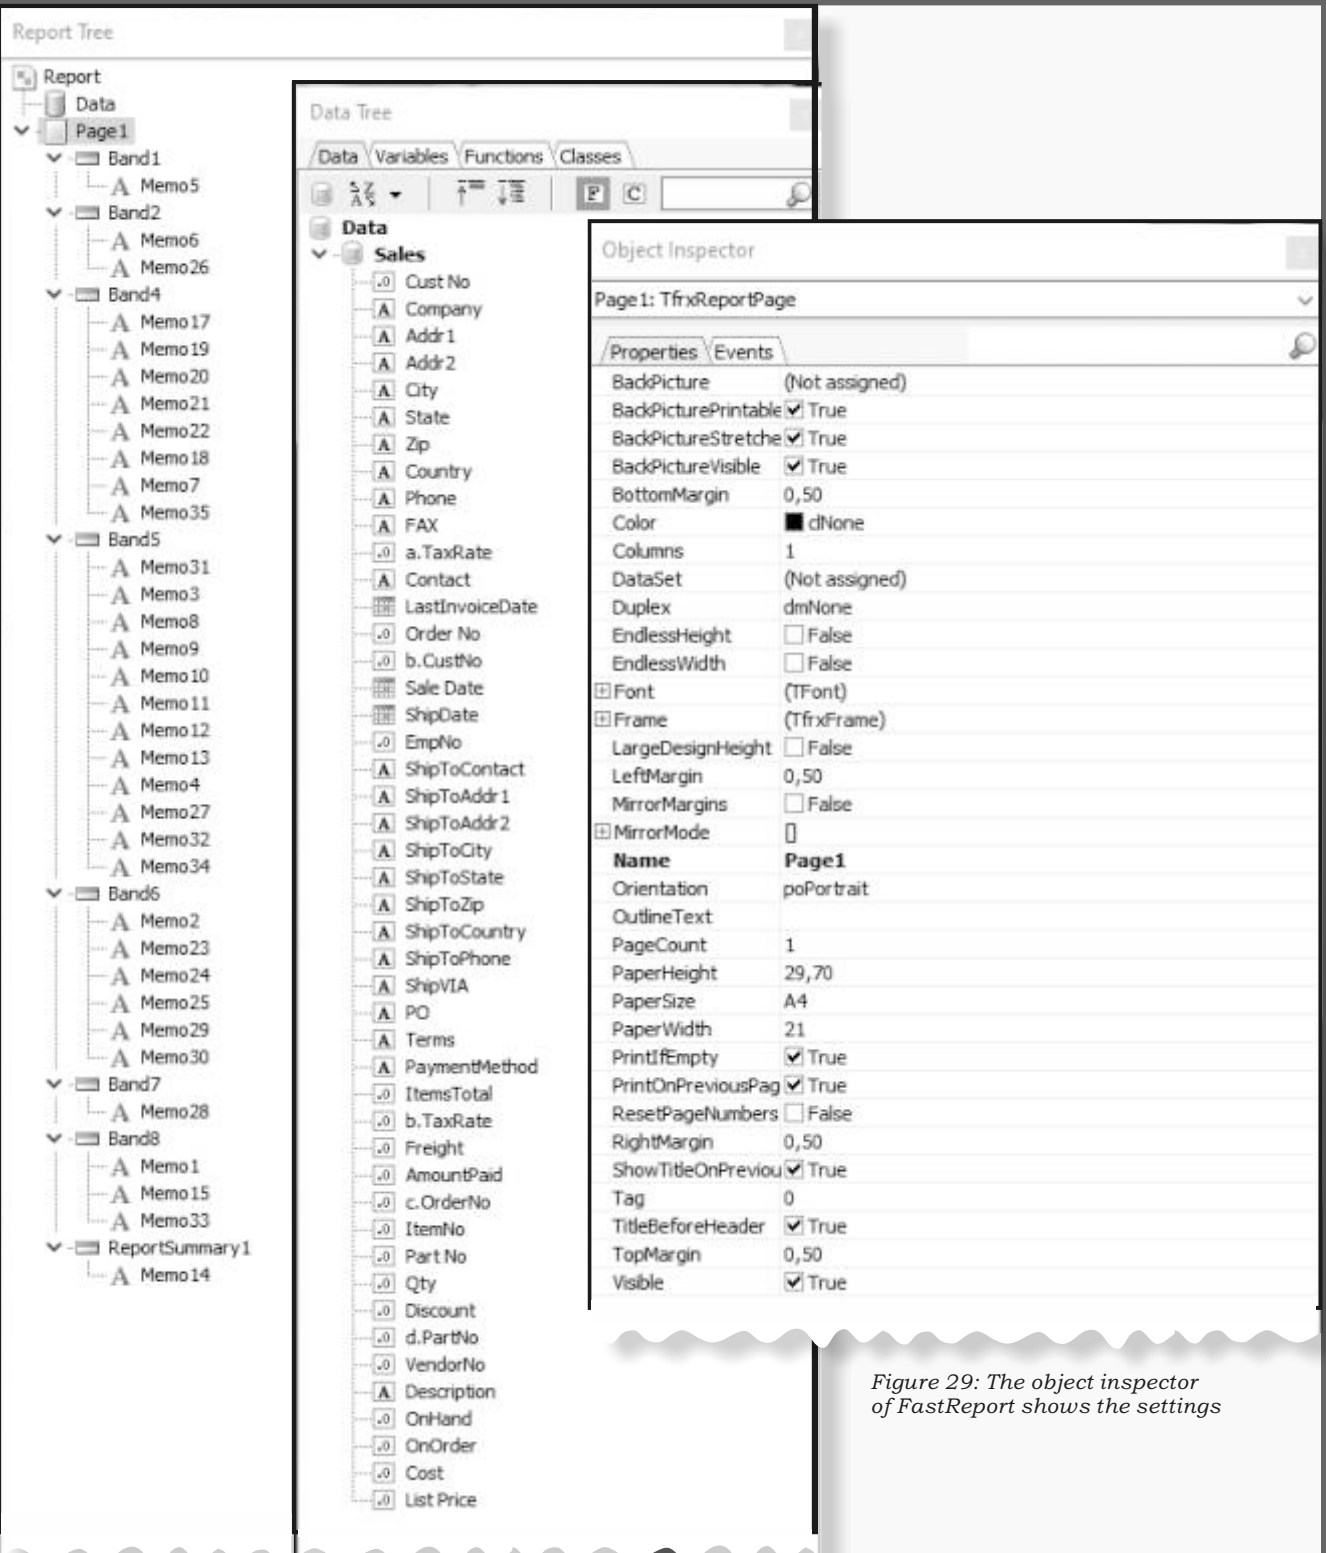 Report Tree
Report
Data
Page1
Band1
Memo5
Band2
Memo6
Memo26
Band4
Memo17
Memo19
Memo20
Memo21
Memo22
Memo18
Memo7
Memo35
Band5
Memo31
Memo3
Memo8
Memo9
Memo10
Memo11
Memo12
Memo13
Memo4
Memo27
Memo32
Memo34
Band6
Memo2
Memo23
Memo24
Memo25
Memo29
Memo30
Band7
Memo28
Band8
Memo1
Memo15
Memo33
ReportSummary1
Memo14
Data Tree
Data Variables Functions Classes
F C
Data
Sales
Cust No
Company
Addr1
Addr2
City
State
Zip
Country
Phone
FAX
a.TaxRate
Contact
LastInvoiceDate
Order No
b.CustNo
Sale Date
ShipDate
EmpNo
ShipToContact
ShipToAddr1
ShipToAddr2
ShipToCity
ShipToState
ShipToZip
ShipToCountry
ShipToPhone
ShipVIA
PO
Terms
PaymentMethod
ItemsTotal
b.TaxRate
Freight
AmountPaid
c.OrderNo
ItemNo
Part No
Qty
Discount
d.PartNo
VendorNo
Description
OnHand
OnOrder
Cost
List Price
Object Inspector
Page1: TfrxReportPage
Properties Events
BackPicture (Not assigned)
BackPicturePrintable True
BackPictureStretche True
BackPictureVisible True
BottomMargin 0,50
Color clNone
Columns 1
DataSet (Not assigned)
Duplex dmNone
EndlessHeight False
EndlessWidth False
Font (TFont)
Frame (TfrxFrame)
LargeDesignHeight False
LeftMargin 0,50
MirrorMargins False
MirrorMode []
Name Page1
Orientation poPortrait
OutlineText
PageCount 1
PaperHeight 29,70
PaperSize A4
PaperWidth 21
PrintIfEmpty True
PrintOnPreviousPag True
ResetPageNumbers False
RightMargin 0,50
ShowTitleOnPreviou True
Tag 0
TitleBeforeHeader True
TopMargin 0,50
Visible True
Figure 29: The object inspector
of FastReport shows the settings